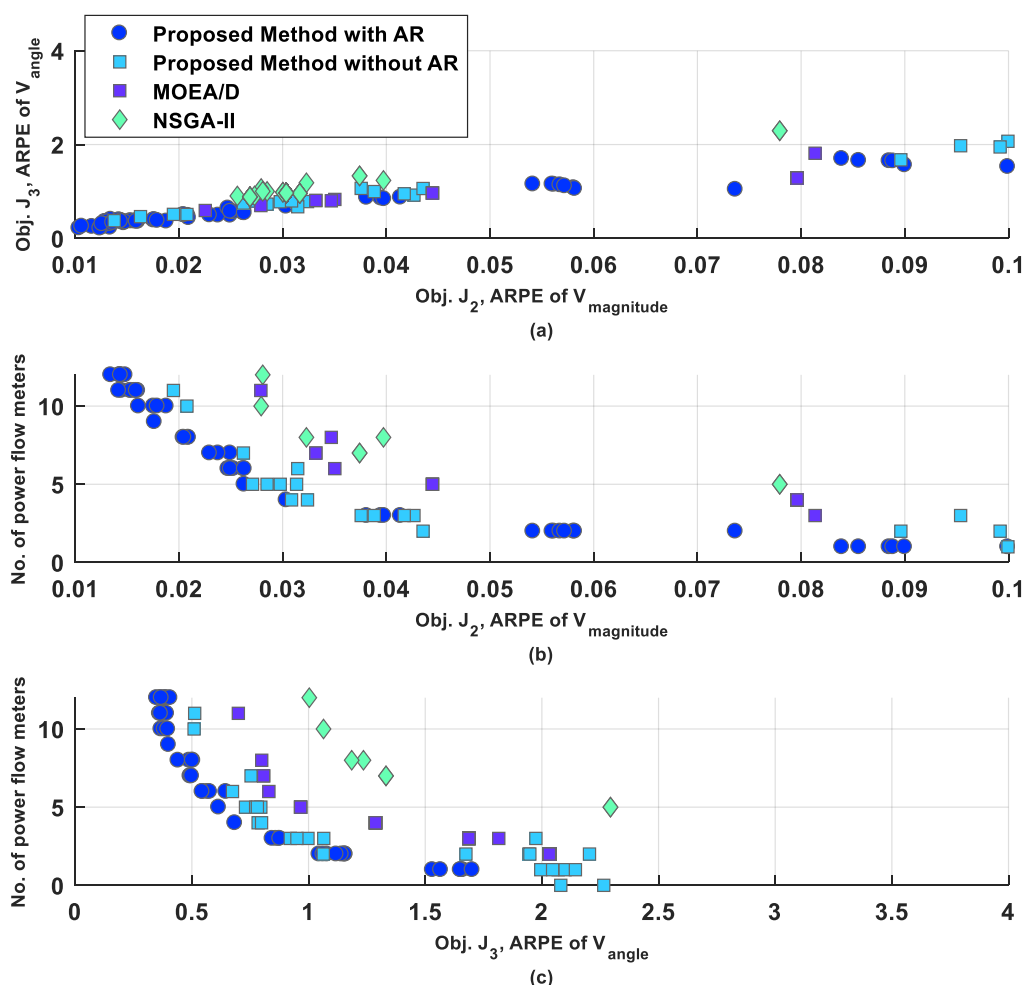 Proposed Method with AR
Proposed Method without AR
MOEA/D
NSGA-II
Obj. J3, ARPE of Vangle
4
2
0
0.01 0.02 0.03 0.04 0.05 0.06 0.07 0.08 0.09 0.1
Obj. J2, ARPE of Vmagnitude
(a)
No. of power flow meters
10
5
0
0.01 0.02 0.03 0.04 0.05 0.06 0.07 0.08 0.09 0.1
Obj. J2, ARPE of Vmagnitude
(b)
No. of power flow meters
10
5
0
0 0.5 1 1.5 2 2.5 3 3.5 4
Obj. J3, ARPE of Vangle
(c)